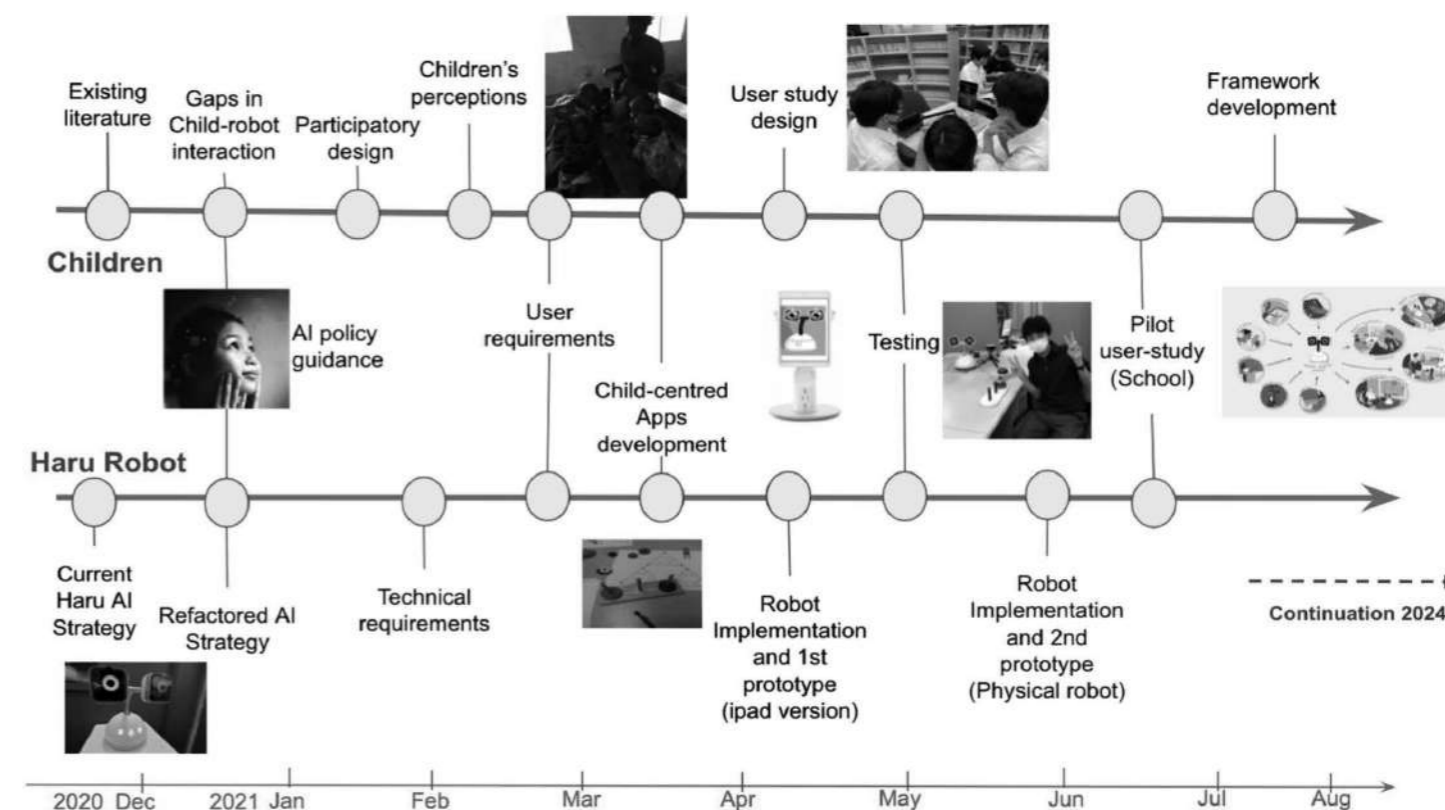 Existing
literature
Gaps in
Child-robot
interaction
Participatory
design
Children's
perceptions
User study
design
Framework
development
Children
AI policy
guidance
User
requirements
Child-centred
Apps
development
Testing
Pilot
user-study
(School)
Haru Robot
Current
Haru AI
Strategy
Refactored AI
Strategy
Technical
requirements
Robot
Implementation
and 1st
prototype
(ipad version)
Robot
Implementation
and 2nd
prototype
(Physical robot)
Continuation 2024
2020 Dec 2021 Jan Feb Mar Apr May Jun Jul Aug